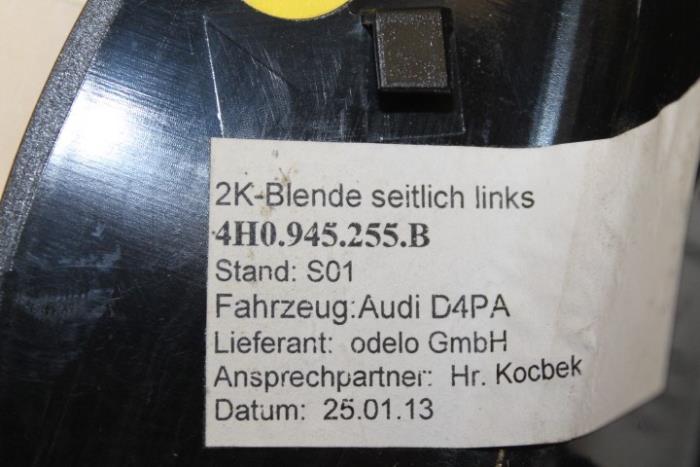 2K-Blende seitlich links
4H0.945.255.B
Stand: S01
Fahrzeug:Audi D4PA
Lieferant: odelo GmbH
Ansprechpartner: Hr. Kocbek
Datum: 25.01.13